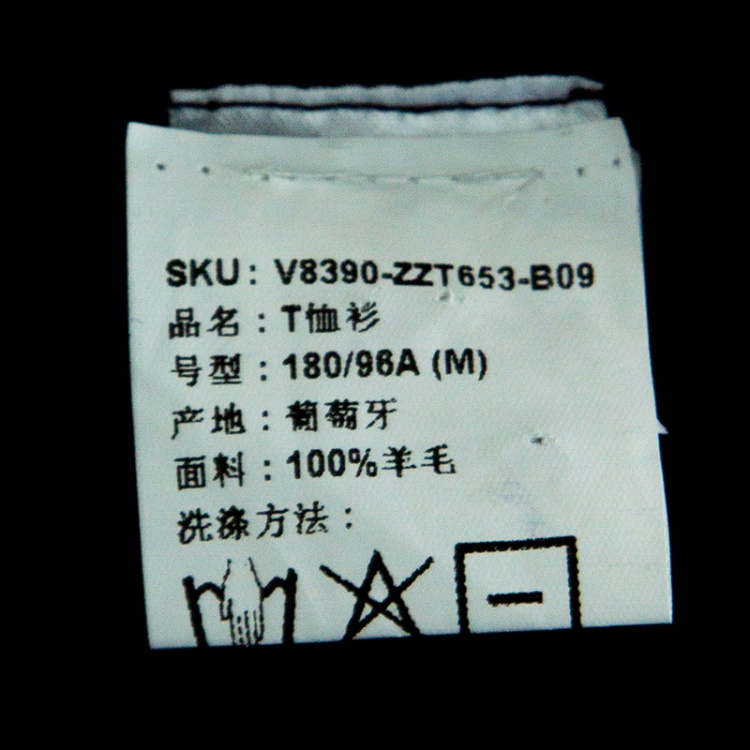 SKU: V8390-ZZT653-B09
品名：T恤衫
号型：180/96A (M)
产地：葡萄牙
面料：100%羊毛
洗涤方法：